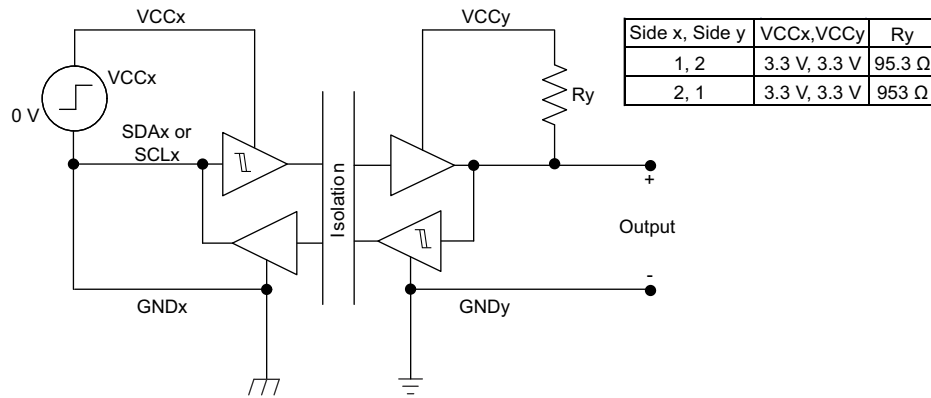 VCCx
VCCy
Side x, Side y VCCx,VCCy Ry
1, 2 3.3 V, 3.3 V 95.3 Ω
2, 1 3.3 V, 3.3 V 953 Ω
VCCx
0 V
Ry
SDAx or
SCLx
Isolation
+
Output
-
GNDx
GNDy